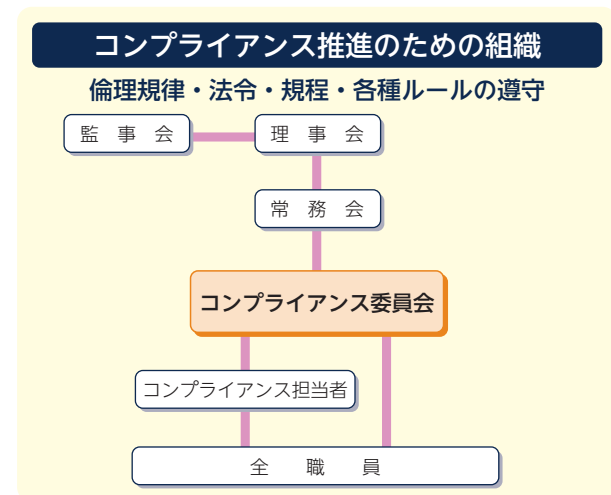 コンプライアンス推進のための組織
倫理規律・法令・規程・各種ルールの遵守
監事会
理事会
常務会
コンプライアンス委員会
コンプライアンス担当者
全職員